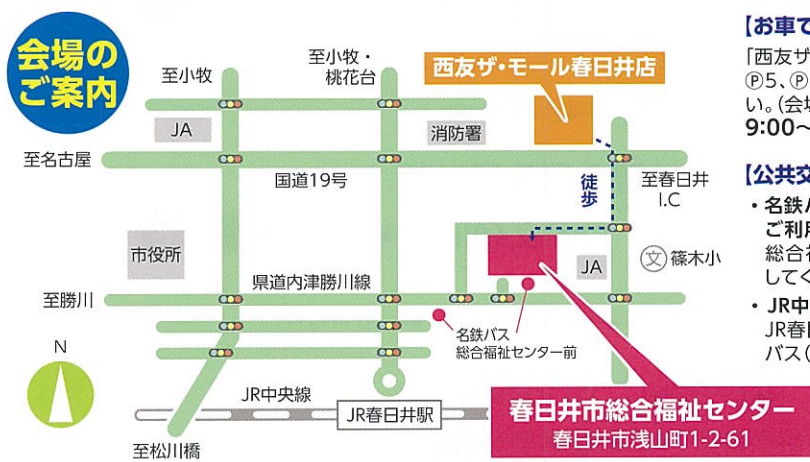 会場の
ご案内
至小牧
至小牧・
桃花台
西友ザ・モール春日井店
JA
消防署
至名古屋
国道19号
徒歩
至春日井
I.C
市役所
JA
文
篠木小
県道内津勝川線
至勝川
名鉄バス
総合福祉センター前
N
JR中央線
JR春日井駅
至松川橋
春日井市総合福祉センター
春日井市浅山町1-2-61
【お車で
「西友ザ
Ⓟ5、Ⓟ
い。(会場
9:00〜
【公共交
・名鉄バ
ご利用
総合福
してく
・JR中
JR春日
バス(